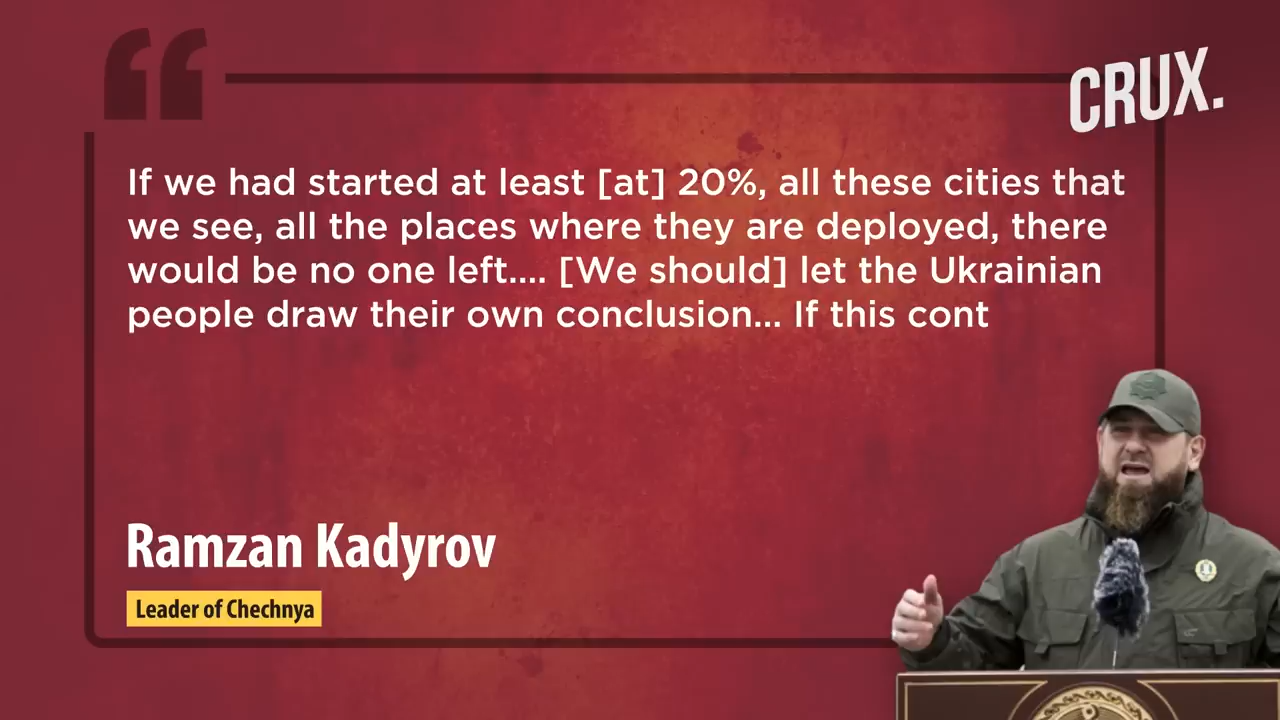 CRUX.
If we had started at least [at] 20%, all these cities that
we see, all the places where they are deployed, there
would be no one left.... [We should] let the Ukrainian
people draw their own conclusion... If this cont
Ramzan Kadyrov
Leader of Chechnya